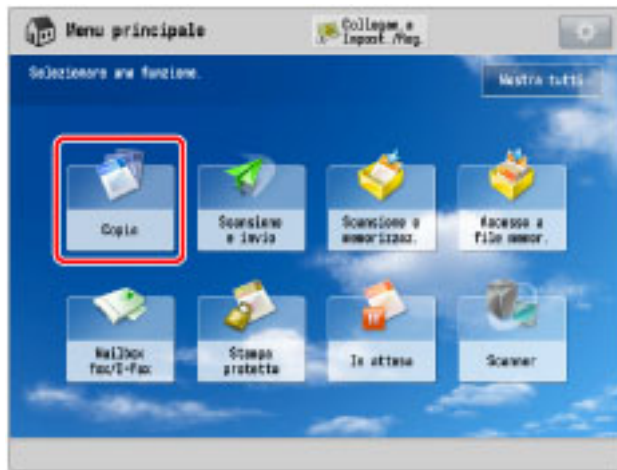 Menu principale
Collegam. a
Impost./Reg.
Selezionare una funzione.
Mostra tutti
Copia
Scansione
e invio
Scansione e
memorizzaz.
Accesso a
file memor.
Mailbox
fax/I-Fax
Stampa
protetta
In attesa
Scanner